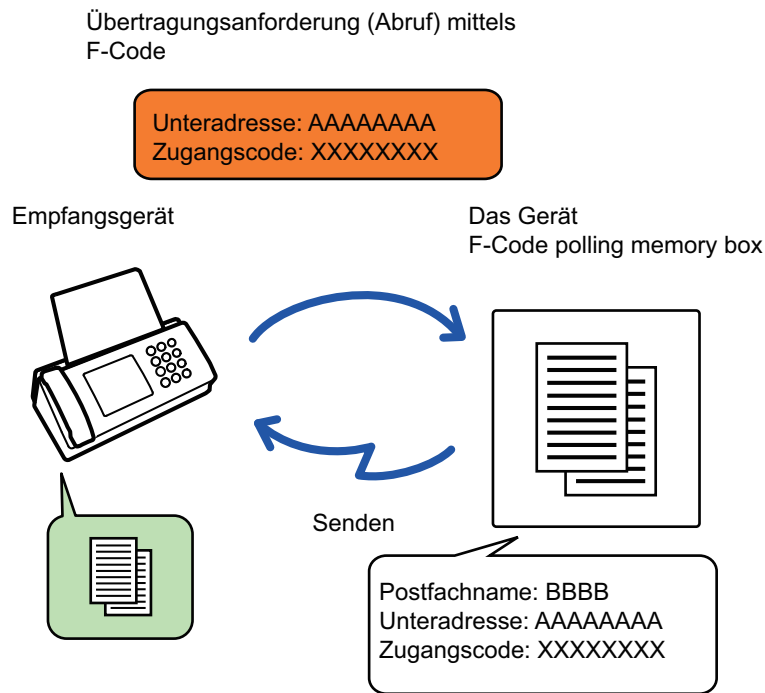 Übertragungsanforderung (Abruf) mittels
F-Code
Unteradresse: AAAAAAAA
Zugangscode: XXXXXXXX
Empfangsgerät
Das Gerät
F-Code polling memory box
Senden
Postfachname: BBBB
Unteradresse: AAAAAAAA
Zugangscode: XXXXXXXX